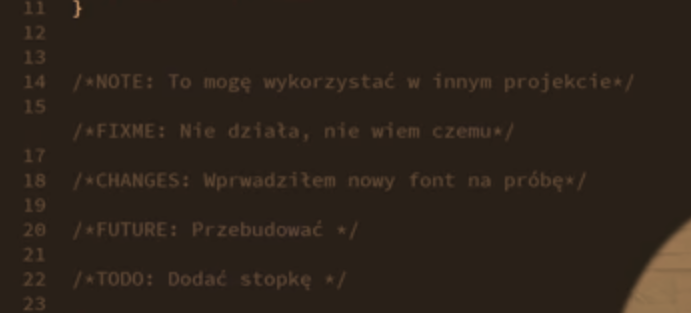 11 }
12
13
14 /*NOTE: To mogę wykorzystać w innym projekcie*/
15
/*FIXME: Nie działa, nie wiem czemu*/
17
18 /*CHANGES: Wprwadziłem nowy font na próbę*/
19
20 /*FUTURE: Przebudować */
21
22 /*TODO: Dodać stopkę */
23